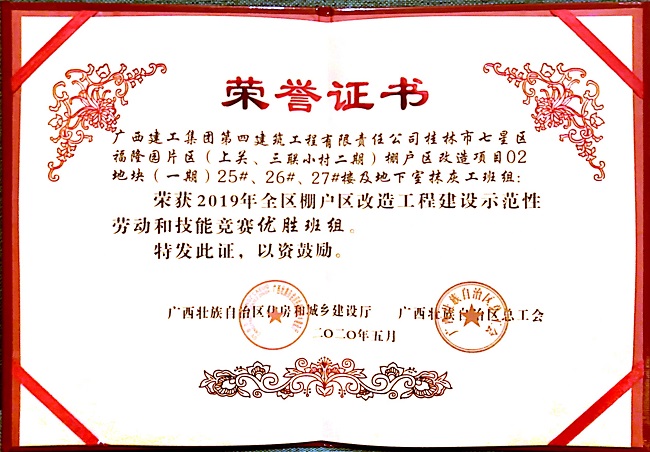 荣誉证书
广西建工集团第四建筑工程有限责任公司桂林市七星区
福隆园片区（上关、三联小村二期）棚户区改造项目02
地块（一期）25#、26#、27#楼及地下室抹灰工班组：
荣获2019年全区棚户区改造工程建设示范性
劳动和技能竞赛优胜班组。
特发此证，以资鼓励。
广西壮族自治区住房和城乡建设厅 广西壮族自治区总工会
二〇二〇年五月